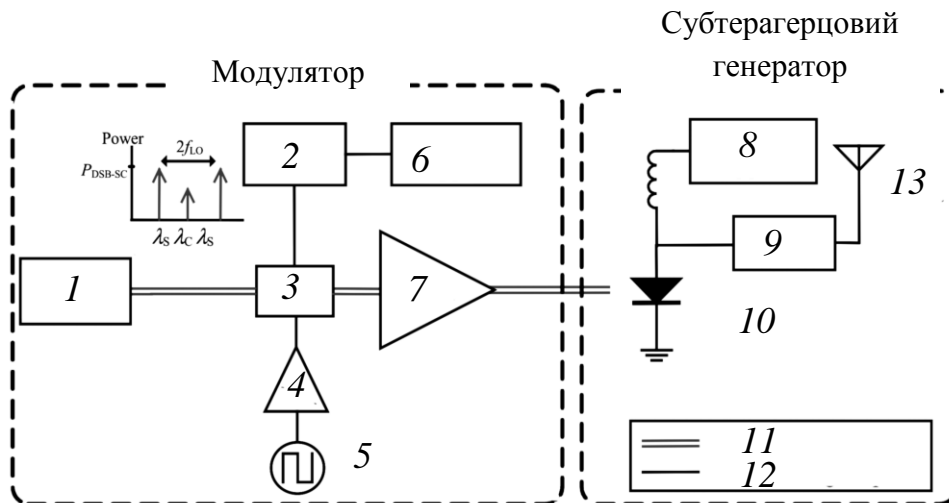 Субтерагерцовий
генератор
Модулятор
Power
2f_LO
P_DSB-SC
λ_S λ_C λ_S
1
2
3
4
5
6
7
8
9
10
11
12
13